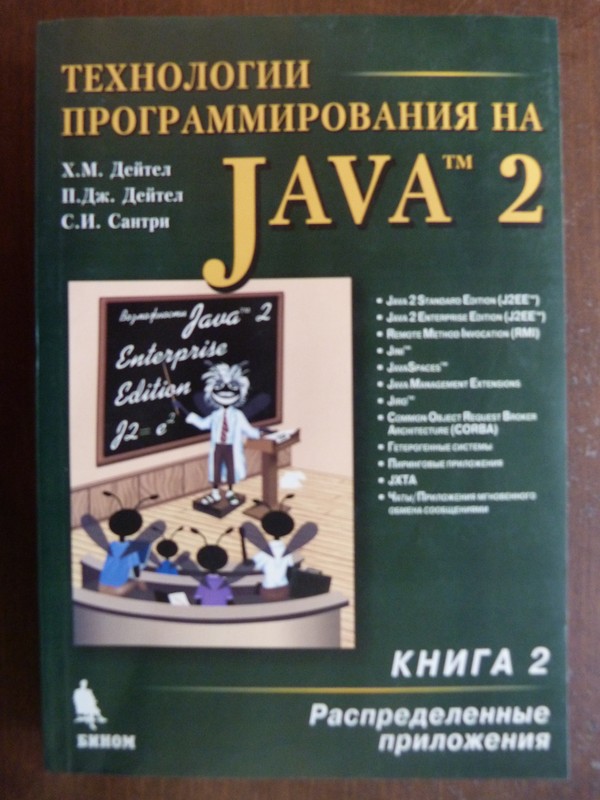 ТЕХНОЛОГИИ
ПРОГРАММИРОВАНИЯ НА
JAVA™ 2
Х.М. Дейтел
П.Дж. Дейтел
С.И. Сантри
Возможности Java™ 2
Enterprise
Edition
J2=e²
• JAVA 2 STANDARD EDITION (J2EE™)
• JAVA 2 ENTERPRISE EDITION (J2EE™)
• REMOTE METHOD INVOCATION (RMI)
• JINI™
• JAVASPACES™
• JAVA MANAGEMENT EXTENSIONS
• JIRO™
• COMMON OBJECT REQUEST BROKER
ARCHITECTURE (CORBA)
• ГЕТЕРОГЕННЫЕ СИСТЕМЫ
• ПИРИНГОВЫЕ ПРИЛОЖЕНИЯ
• JXTA
• ЧАТЫ/ПРИЛОЖЕНИЯ МГНОВЕННОГО
ОБМЕНА СООБЩЕНИЯМИ
КНИГА 2
Распределенные
приложения
БИНОМ